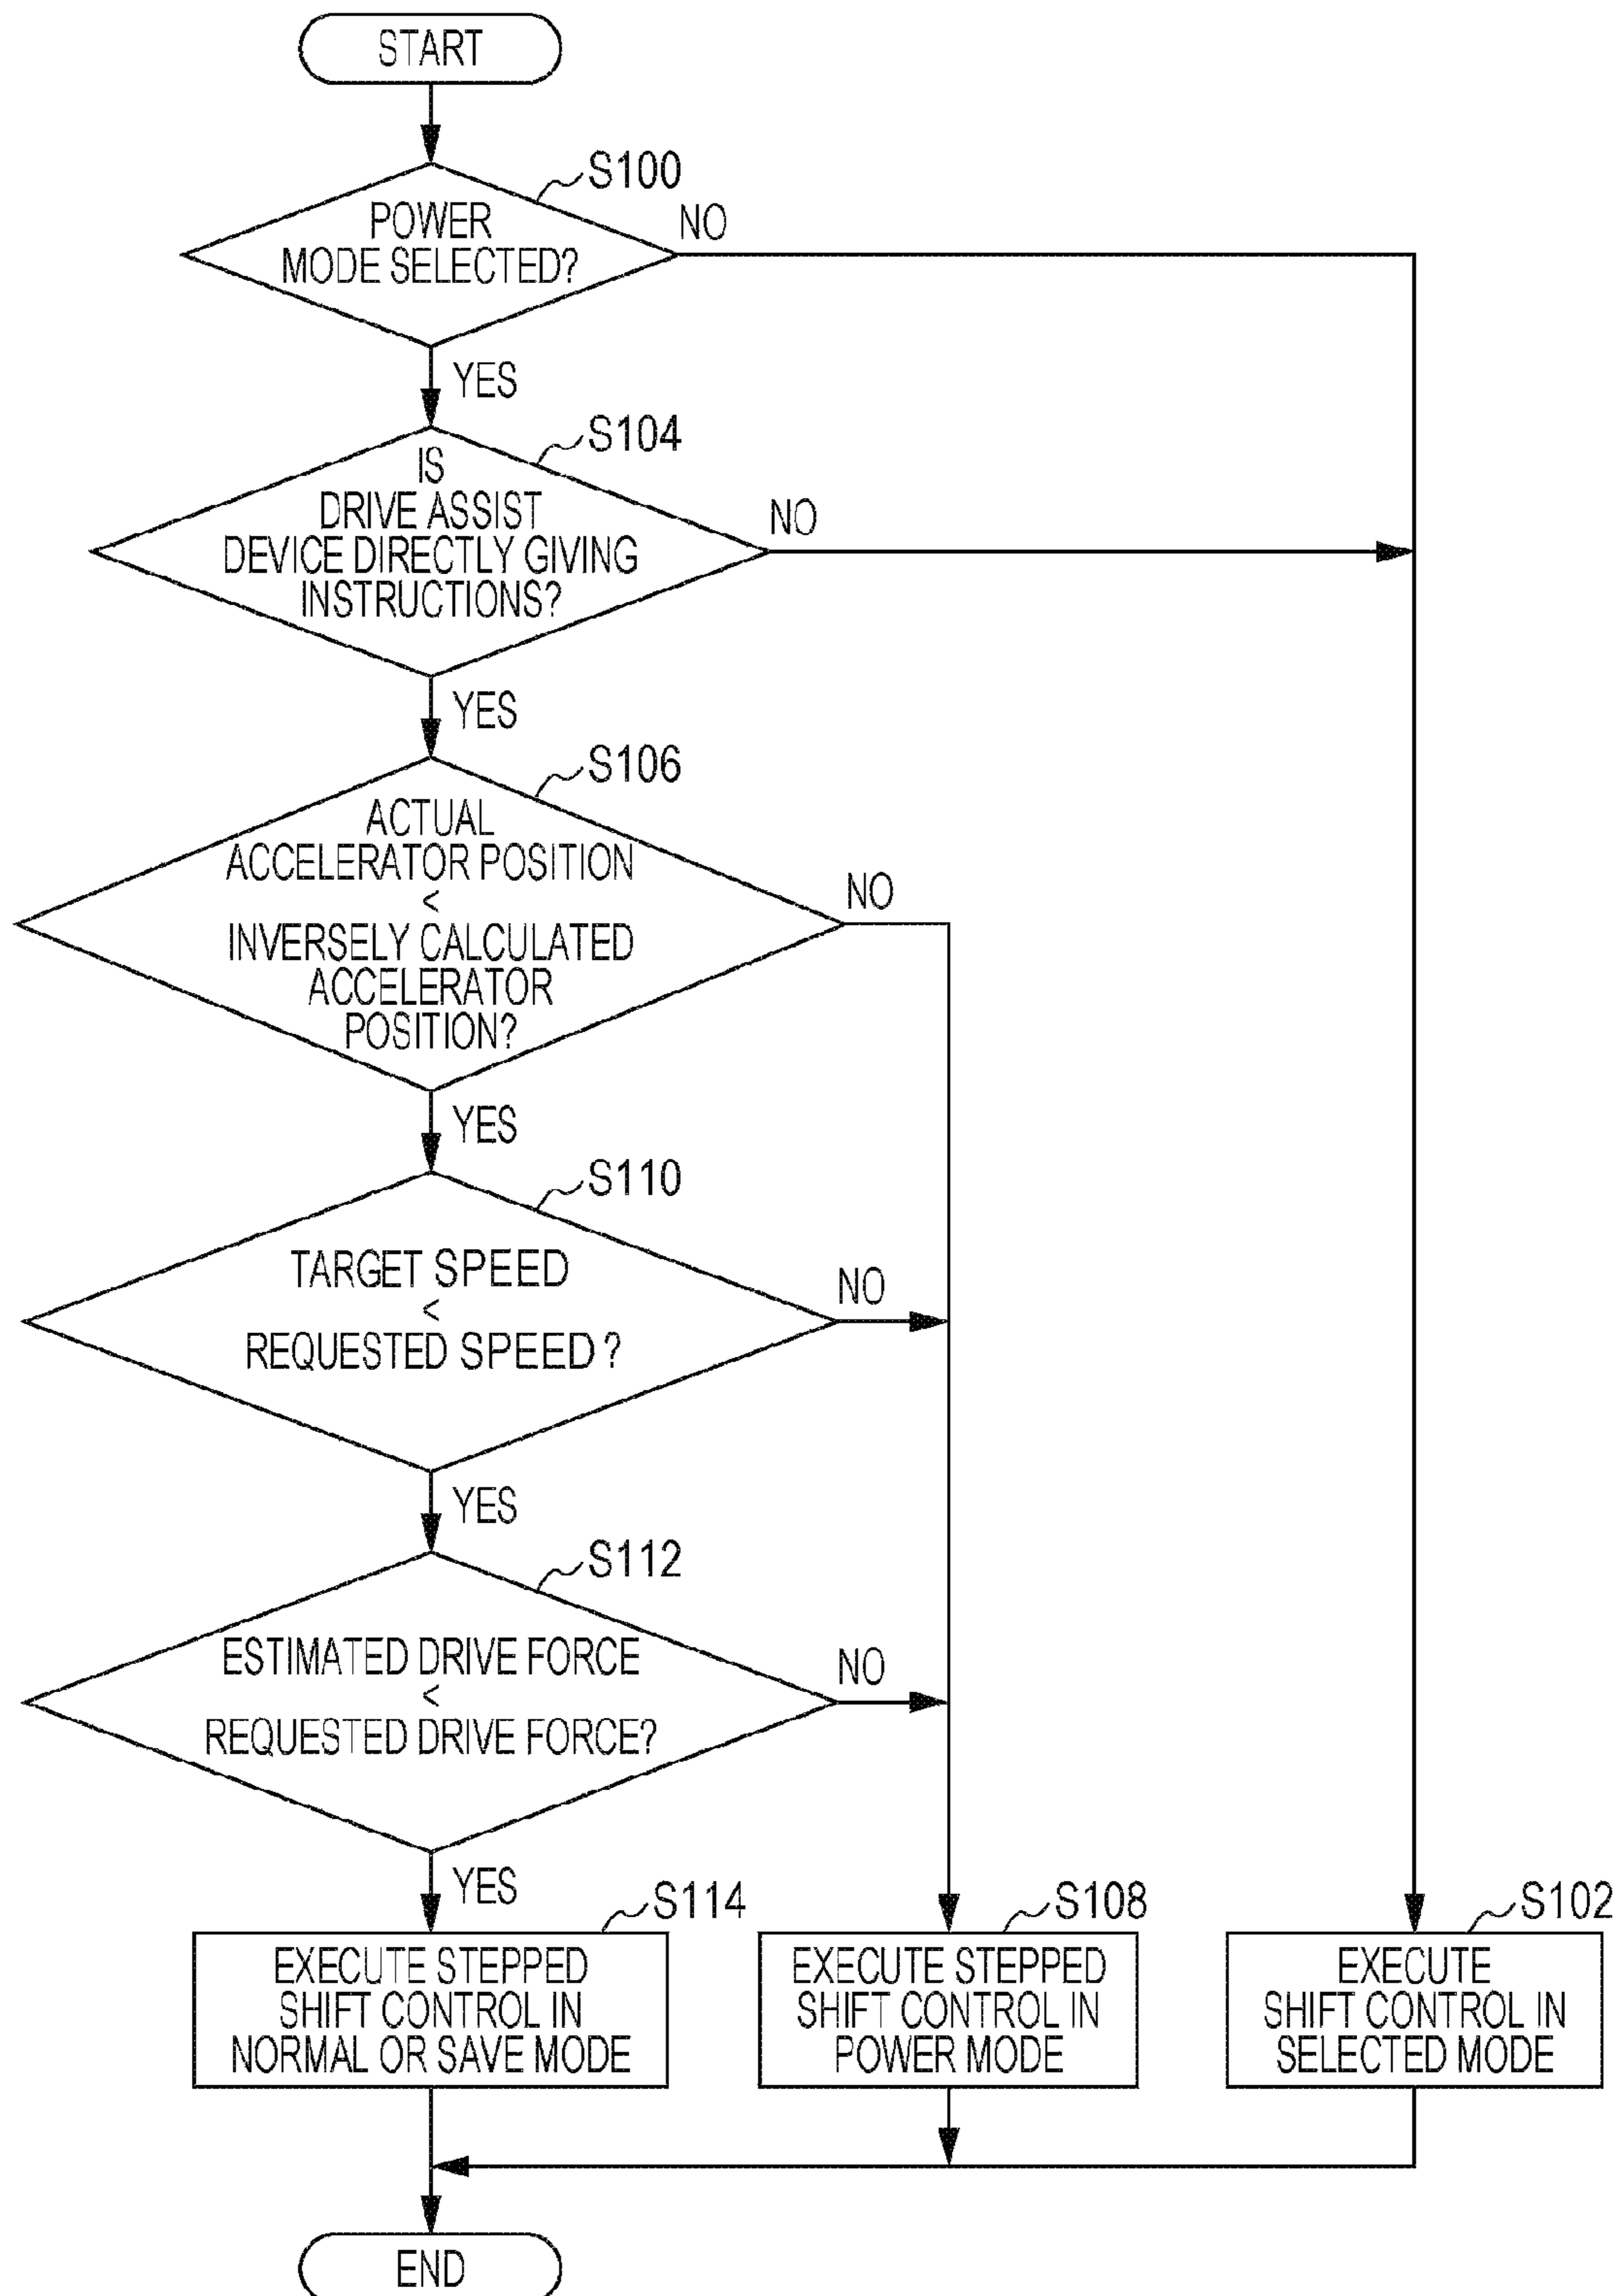 START
S100
POWER
MODE SELECTED?
NO
YES
S104
IS
DRIVE ASSIST
DEVICE DIRECTLY GIVING
INSTRUCTIONS?
NO
YES
S106
ACTUAL
ACCELERATOR POSITION
<
INVERSELY CALCULATED
ACCELERATOR
POSITION?
NO
YES
S110
TARGET SPEED
<
REQUESTED SPEED ?
NO
YES
S112
ESTIMATED DRIVE FORCE
<
REQUESTED DRIVE FORCE?
NO
YES
S114
EXECUTE STEPPED
SHIFT CONTROL IN
NORMAL OR SAVE MODE
S108
EXECUTE STEPPED
SHIFT CONTROL IN
POWER MODE
S102
EXECUTE
SHIFT CONTROL IN
SELECTED MODE
END